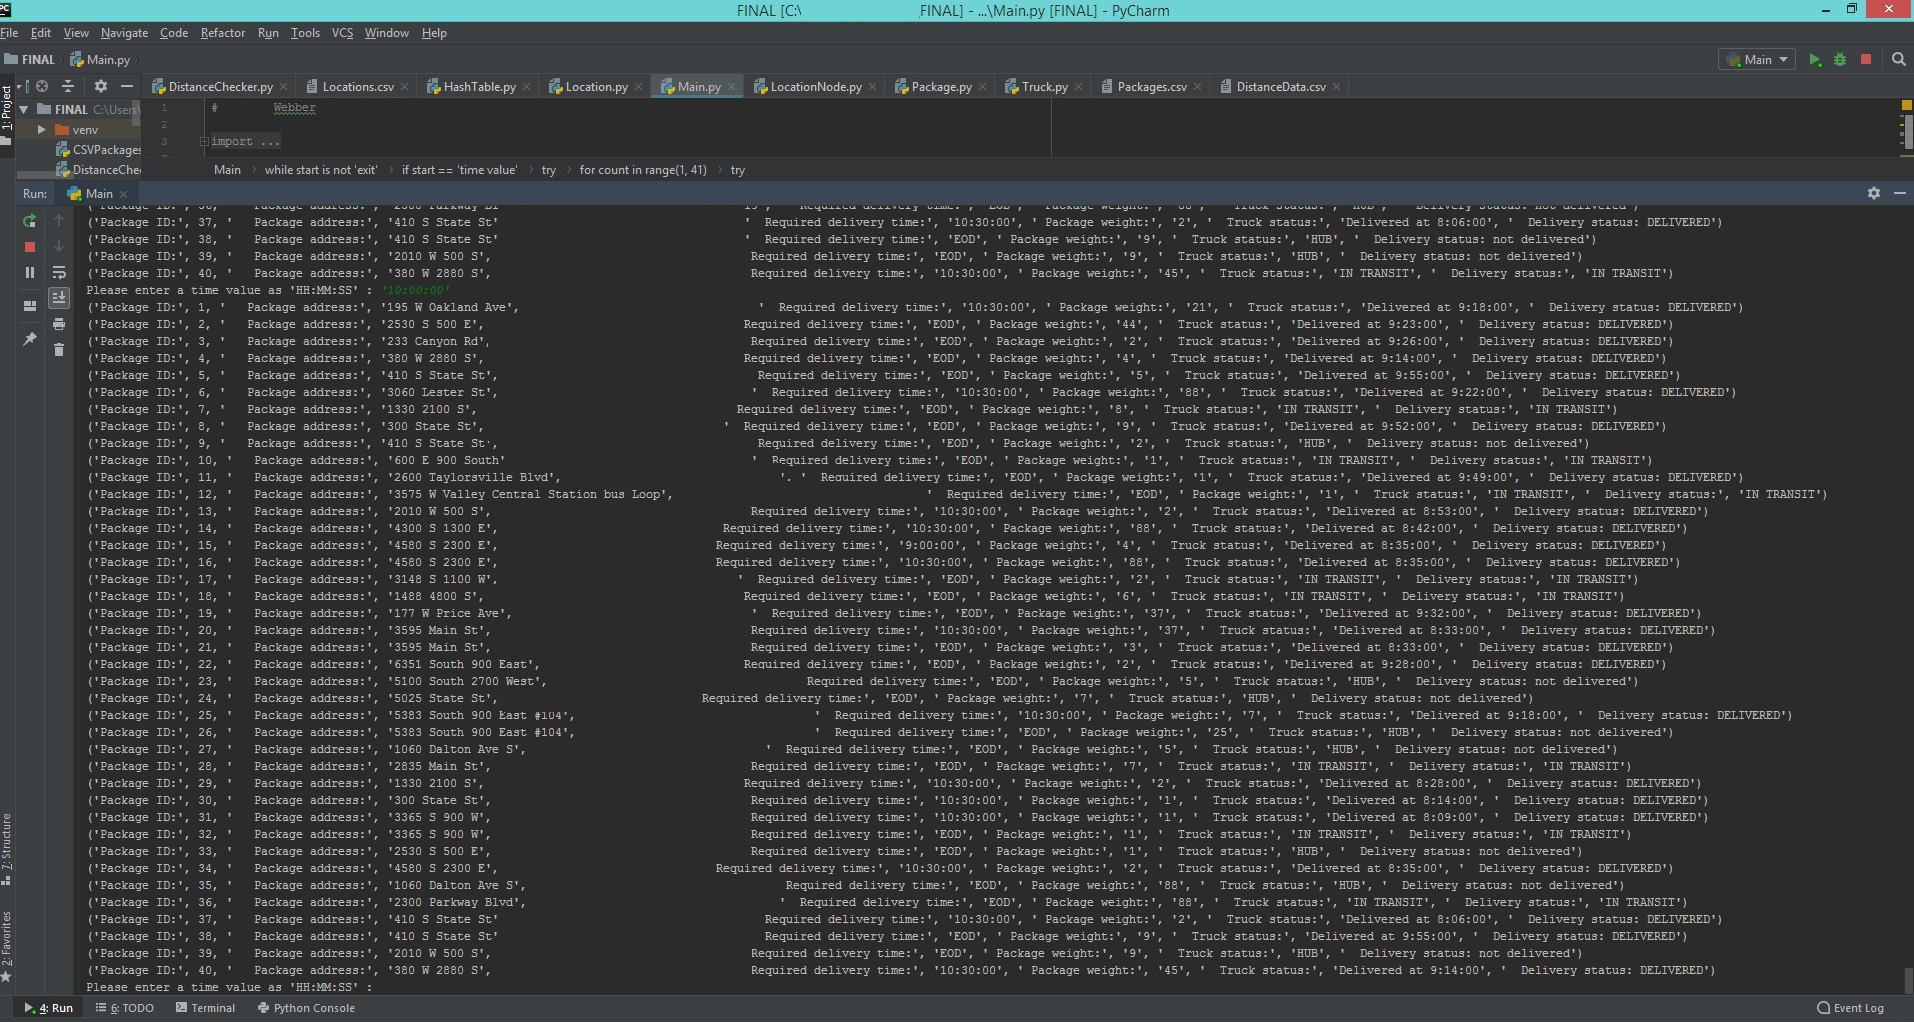 PC
FINAL [C:\ FINAL] - ...\Main.py [FINAL] - PyCharm
File Edit View Navigate Code Refactor Run Tools VCS Window Help
FINAL Main.py
Main
DistanceChecker.py Locations.csv HashTable.py Location.py Main.py LocationNode.py Package.py Truck.py Packages.csv DistanceData.csv
1: Project
FINAL C:\Users\
venv
CSVPackages
DistanceChe
1 # Webber
2
3 import ...
Main while start is not 'exit' if start == 'time value' try for count in range(1, 41) try
Run: Main
('Package ID:', 37, ' Package address:', '410 S State St' ' Required delivery time:', '10:30:00', ' Package weight:', '2', ' Truck status:', 'Delivered at 8:06:00', ' Delivery status: DELIVERED')
('Package ID:', 38, ' Package address:', '410 S State St' ' Required delivery time:', 'EOD', ' Package weight:', '9', ' Truck status:', 'HUB', ' Delivery status: not delivered')
('Package ID:', 39, ' Package address:', '2010 W 500 S', Required delivery time:', 'EOD', ' Package weight:', '9', ' Truck status:', 'HUB', ' Delivery status: not delivered')
('Package ID:', 40, ' Package address:', '380 W 2880 S', Required delivery time:', '10:30:00', ' Package weight:', '45', ' Truck status:', 'IN TRANSIT', ' Delivery status:', 'IN TRANSIT')
Please enter a time value as 'HH:MM:SS' : '10:00:00'
('Package ID:', 1, ' Package address:', '195 W Oakland Ave', ' Required delivery time:', '10:30:00', ' Package weight:', '21', ' Truck status:', 'Delivered at 9:18:00', ' Delivery status: DELIVERED')
('Package ID:', 2, ' Package address:', '2530 S 500 E', Required delivery time:', 'EOD', ' Package weight:', '44', ' Truck status:', 'Delivered at 9:23:00', ' Delivery status: DELIVERED')
('Package ID:', 3, ' Package address:', '233 Canyon Rd', Required delivery time:', 'EOD', ' Package weight:', '2', ' Truck status:', 'Delivered at 9:26:00', ' Delivery status: DELIVERED')
('Package ID:', 4, ' Package address:', '380 W 2880 S', Required delivery time:', 'EOD', ' Package weight:', '4', ' Truck status:', 'Delivered at 9:14:00', ' Delivery status: DELIVERED')
('Package ID:', 5, ' Package address:', '410 S State St', Required delivery time:', 'EOD', ' Package weight:', '5', ' Truck status:', 'Delivered at 9:55:00', ' Delivery status: DELIVERED')
('Package ID:', 6, ' Package address:', '3060 Lester St', ' Required delivery time:', '10:30:00', ' Package weight:', '88', ' Truck status:', 'Delivered at 9:22:00', ' Delivery status: DELIVERED')
('Package ID:', 7, ' Package address:', '1330 2100 S', Required delivery time:', 'EOD', ' Package weight:', '8', ' Truck status:', 'IN TRANSIT', ' Delivery status:', 'IN TRANSIT')
('Package ID:', 8, ' Package address:', '300 State St', ' Required delivery time:', 'EOD', ' Package weight:', '9', ' Truck status:', 'Delivered at 9:52:00', ' Delivery status: DELIVERED')
('Package ID:', 9, ' Package address:', '410 S State St', Required delivery time:', 'EOD', ' Package weight:', '2', ' Truck status:', 'HUB', ' Delivery status: not delivered')
('Package ID:', 10, ' Package address:', '600 E 900 South' ' Required delivery time:', 'EOD', ' Package weight:', '1', ' Truck status:', 'IN TRANSIT', ' Delivery status:', 'IN TRANSIT')
('Package ID:', 11, ' Package address:', '2600 Taylorsville Blvd', '. ' Required delivery time:', 'EOD', ' Package weight:', '1', ' Truck status:', 'Delivered at 9:49:00', ' Delivery status: DELIVERED')
('Package ID:', 12, ' Package address:', '3575 W Valley Central Station bus Loop', ' Required delivery time:', 'EOD', ' Package weight:', '1', ' Truck status:', 'IN TRANSIT', ' Delivery status:', 'IN TRANSIT')
('Package ID:', 13, ' Package address:', '2010 W 500 S', Required delivery time:', '10:30:00', ' Package weight:', '2', ' Truck status:', 'Delivered at 8:53:00', ' Delivery status: DELIVERED')
('Package ID:', 14, ' Package address:', '4300 S 1300 E', Required delivery time:', '10:30:00', ' Package weight:', '88', ' Truck status:', 'Delivered at 8:42:00', ' Delivery status: DELIVERED')
('Package ID:', 15, ' Package address:', '4580 S 2300 E', Required delivery time:', '9:00:00', ' Package weight:', '4', ' Truck status:', 'Delivered at 8:35:00', ' Delivery status: DELIVERED')
('Package ID:', 16, ' Package address:', '4580 S 2300 E', Required delivery time:', '10:30:00', ' Package weight:', '88', ' Truck status:', 'Delivered at 8:35:00', ' Delivery status: DELIVERED')
('Package ID:', 17, ' Package address:', '3148 S 1100 W', ' Required delivery time:', 'EOD', ' Package weight:', '2', ' Truck status:', 'IN TRANSIT', ' Delivery status:', 'IN TRANSIT')
('Package ID:', 18, ' Package address:', '1488 4800 S', Required delivery time:', 'EOD', ' Package weight:', '6', ' Truck status:', 'IN TRANSIT', ' Delivery status:', 'IN TRANSIT')
('Package ID:', 19, ' Package address:', '177 W Price Ave', ' Required delivery time:', 'EOD', ' Package weight:', '37', ' Truck status:', 'Delivered at 9:32:00', ' Delivery status: DELIVERED')
('Package ID:', 20, ' Package address:', '3595 Main St', Required delivery time:', '10:30:00', ' Package weight:', '37', ' Truck status:', 'Delivered at 8:33:00', ' Delivery status: DELIVERED')
('Package ID:', 21, ' Package address:', '3595 Main St', Required delivery time:', 'EOD', ' Package weight:', '3', ' Truck status:', 'Delivered at 8:33:00', ' Delivery status: DELIVERED')
('Package ID:', 22, ' Package address:', '6351 South 900 East', Required delivery time:', 'EOD', ' Package weight:', '2', ' Truck status:', 'Delivered at 9:28:00', ' Delivery status: DELIVERED')
('Package ID:', 23, ' Package address:', '5100 South 2700 West', Required delivery time:', 'EOD', ' Package weight:', '5', ' Truck status:', 'HUB', ' Delivery status: not delivered')
('Package ID:', 24, ' Package address:', '5025 State St', Required delivery time:', 'EOD', ' Package weight:', '7', ' Truck status:', 'HUB', ' Delivery status: not delivered')
('Package ID:', 25, ' Package address:', '5383 South 900 East #104', ' Required delivery time:', '10:30:00', ' Package weight:', '7', ' Truck status:', 'Delivered at 9:18:00', ' Delivery status: DELIVERED')
('Package ID:', 26, ' Package address:', '5383 South 900 East #104', ' Required delivery time:', 'EOD', ' Package weight:', '25', ' Truck status:', 'HUB', ' Delivery status: not delivered')
('Package ID:', 27, ' Package address:', '1060 Dalton Ave S', ' Required delivery time:', 'EOD', ' Package weight:', '5', ' Truck status:', 'HUB', ' Delivery status: not delivered')
('Package ID:', 28, ' Package address:', '2835 Main St', Required delivery time:', 'EOD', ' Package weight:', '7', ' Truck status:', 'IN TRANSIT', ' Delivery status:', 'IN TRANSIT')
('Package ID:', 29, ' Package address:', '1330 2100 S', Required delivery time:', '10:30:00', ' Package weight:', '2', ' Truck status:', 'Delivered at 8:28:00', ' Delivery status: DELIVERED')
('Package ID:', 30, ' Package address:', '300 State St', Required delivery time:', '10:30:00', ' Package weight:', '1', ' Truck status:', 'Delivered at 8:14:00', ' Delivery status: DELIVERED')
('Package ID:', 31, ' Package address:', '3365 S 900 W', Required delivery time:', '10:30:00', ' Package weight:', '1', ' Truck status:', 'Delivered at 8:09:00', ' Delivery status: DELIVERED')
('Package ID:', 32, ' Package address:', '3365 S 900 W', Required delivery time:', 'EOD', ' Package weight:', '1', ' Truck status:', 'IN TRANSIT', ' Delivery status:', 'IN TRANSIT')
('Package ID:', 33, ' Package address:', '2530 S 500 E', Required delivery time:', 'EOD', ' Package weight:', '1', ' Truck status:', 'HUB', ' Delivery status: not delivered')
('Package ID:', 34, ' Package address:', '4580 S 2300 E', Required delivery time:', '10:30:00', ' Package weight:', '2', ' Truck status:', 'Delivered at 8:35:00', ' Delivery status: DELIVERED')
('Package ID:', 35, ' Package address:', '1060 Dalton Ave S', Required delivery time:', 'EOD', ' Package weight:', '88', ' Truck status:', 'HUB', ' Delivery status: not delivered')
('Package ID:', 36, ' Package address:', '2300 Parkway Blvd', ' Required delivery time:', 'EOD', ' Package weight:', '88', ' Truck status:', 'IN TRANSIT', ' Delivery status:', 'IN TRANSIT')
('Package ID:', 37, ' Package address:', '410 S State St' Required delivery time:', '10:30:00', ' Package weight:', '2', ' Truck status:', 'Delivered at 8:06:00', ' Delivery status: DELIVERED')
('Package ID:', 38, ' Package address:', '410 S State St' Required delivery time:', 'EOD', ' Package weight:', '9', ' Truck status:', 'Delivered at 9:55:00', ' Delivery status: DELIVERED')
('Package ID:', 39, ' Package address:', '2010 W 500 S', Required delivery time:', 'EOD', ' Package weight:', '9', ' Truck status:', 'HUB', ' Delivery status: not delivered')
('Package ID:', 40, ' Package address:', '380 W 2880 S', Required delivery time:', '10:30:00', ' Package weight:', '45', ' Truck status:', 'Delivered at 9:14:00', ' Delivery status: DELIVERED')
Please enter a time value as 'HH:MM:SS' :
7: Structure
2: Favorites
4: Run 6: TODO Terminal Python Console Event Log